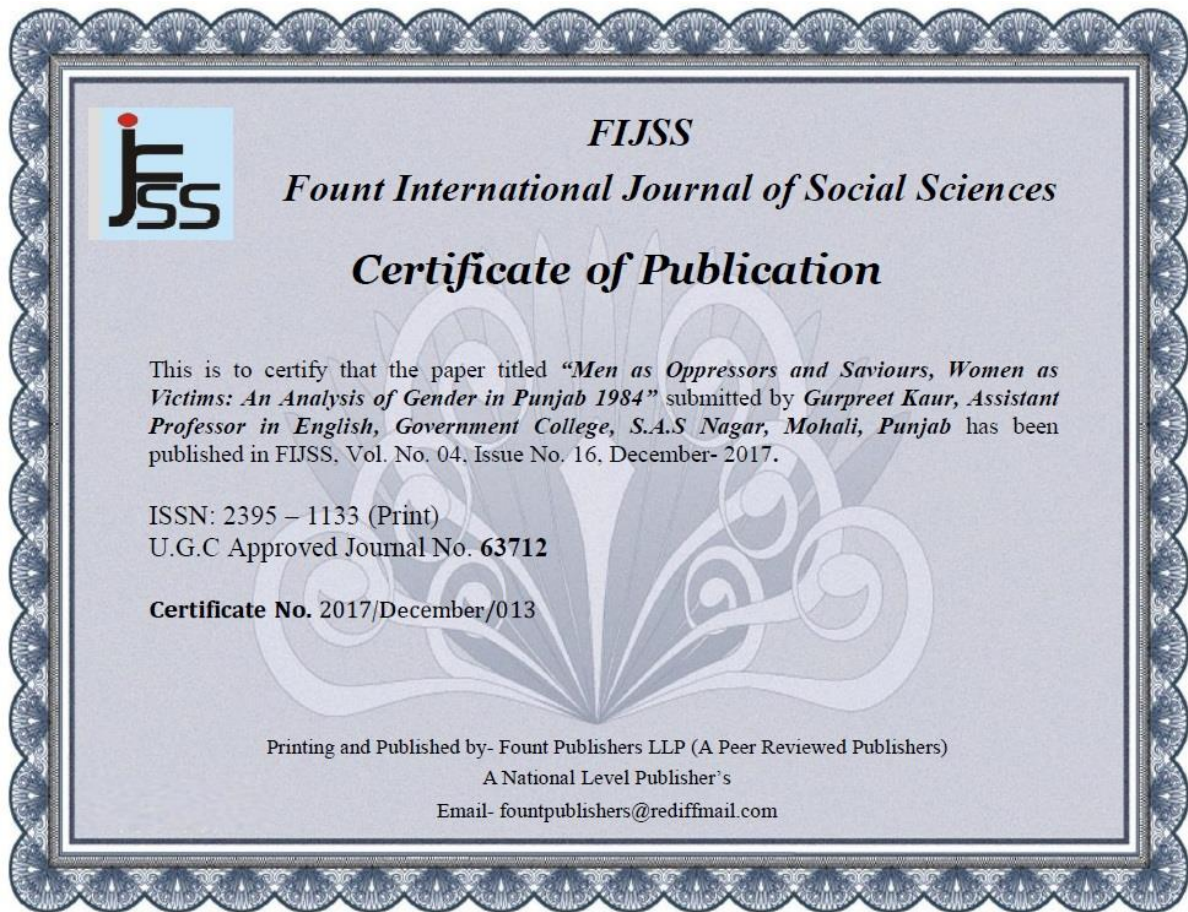 FIJSS
FIJSS
Fount International Journal of Social Sciences
Certificate of Publication
This is to certify that the paper titled “Men as Oppressors and Saviours, Women as
Victims: An Analysis of Gender in Punjab 1984” submitted by Gurpreet Kaur, Assistant
Professor in English, Government College, S.A.S Nagar, Mohali, Punjab has been
published in FIJSS, Vol. No. 04, Issue No. 16, December- 2017.
ISSN: 2395 – 1133 (Print)
U.G.C Approved Journal No. 63712
Certificate No. 2017/December/013
Printing and Published by- Fount Publishers LLP (A Peer Reviewed Publishers)
A National Level Publisher’s
Email- fountpublishers@rediffmail.com